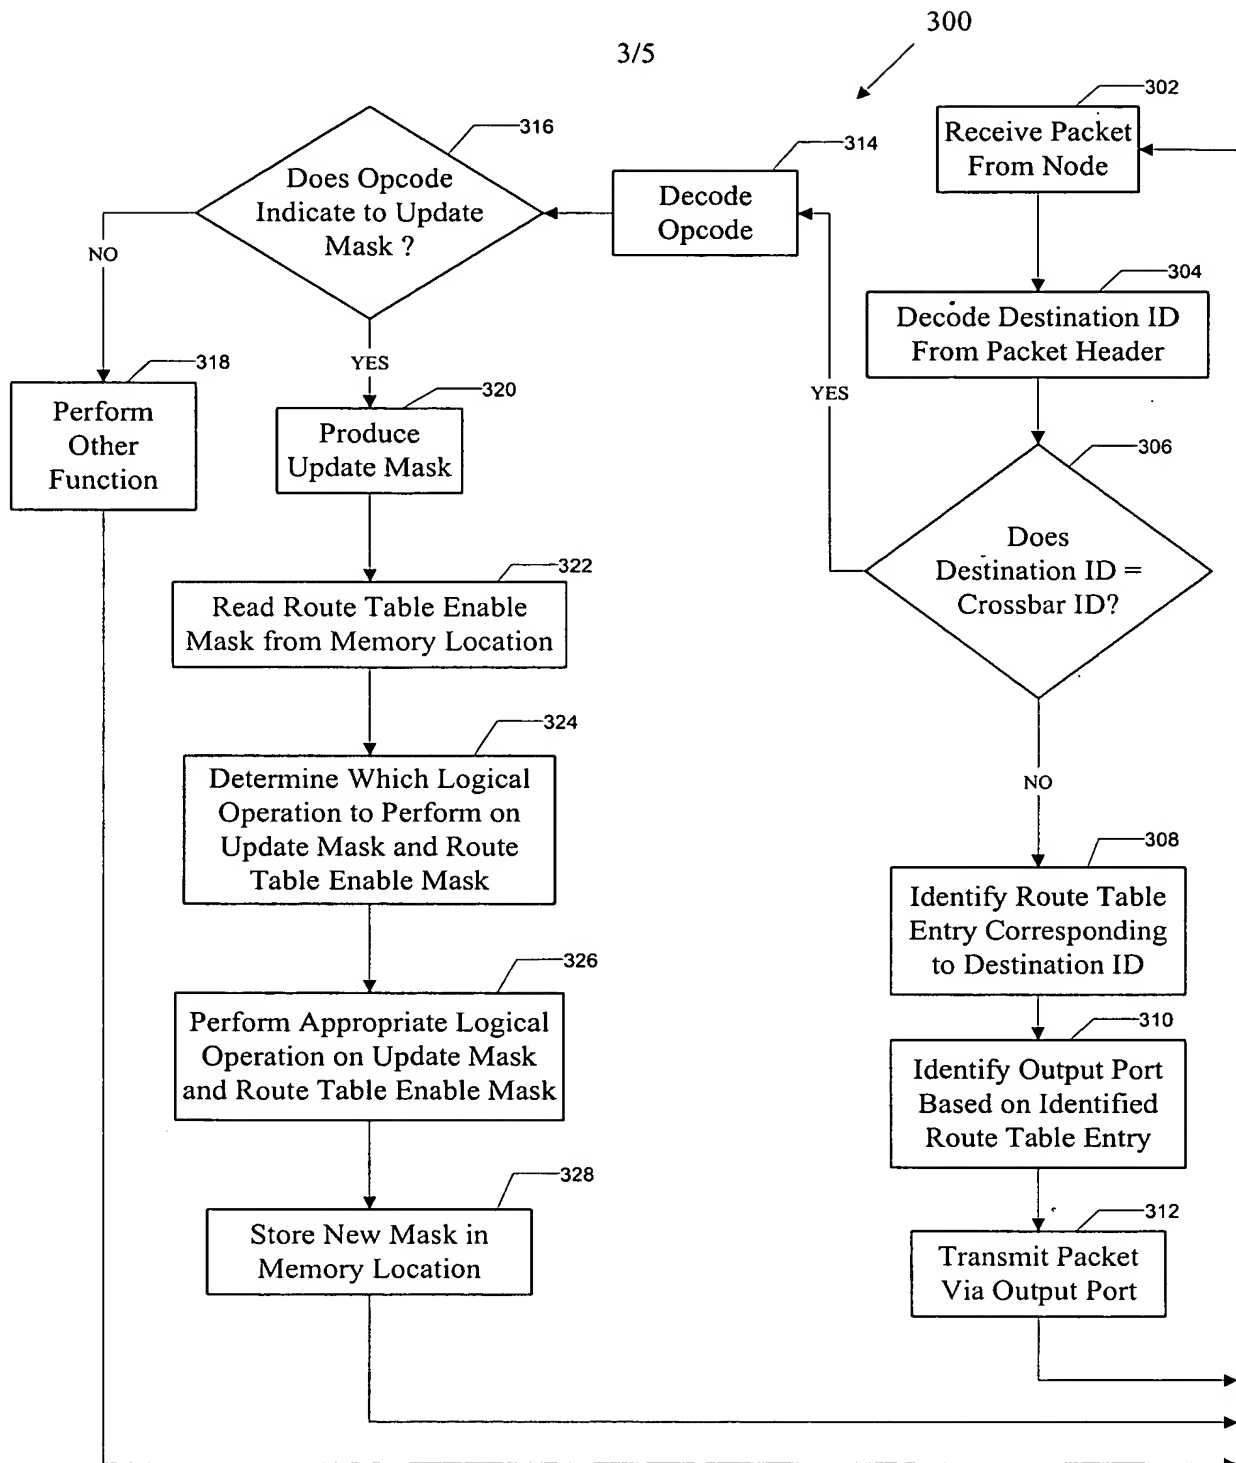 300
3/5
302
Receive Packet
From Node
304
Decode Destination ID
From Packet Header
306
Does
Destination ID =
Crossbar ID?
YES
NO
308
Identify Route Table
Entry Corresponding
to Destination ID
310
Identify Output Port
Based on Identified
Route Table Entry
312
Transmit Packet
Via Output Port
314
Decode
Opcode
316
Does Opcode
Indicate to Update
Mask ?
NO
YES
318
Perform
Other
Function
320
Produce
Update Mask
322
Read Route Table Enable
Mask from Memory Location
324
Determine Which Logical
Operation to Perform on
Update Mask and Route
Table Enable Mask
326
Perform Appropriate Logical
Operation on Update Mask
and Route Table Enable Mask
328
Store New Mask in
Memory Location